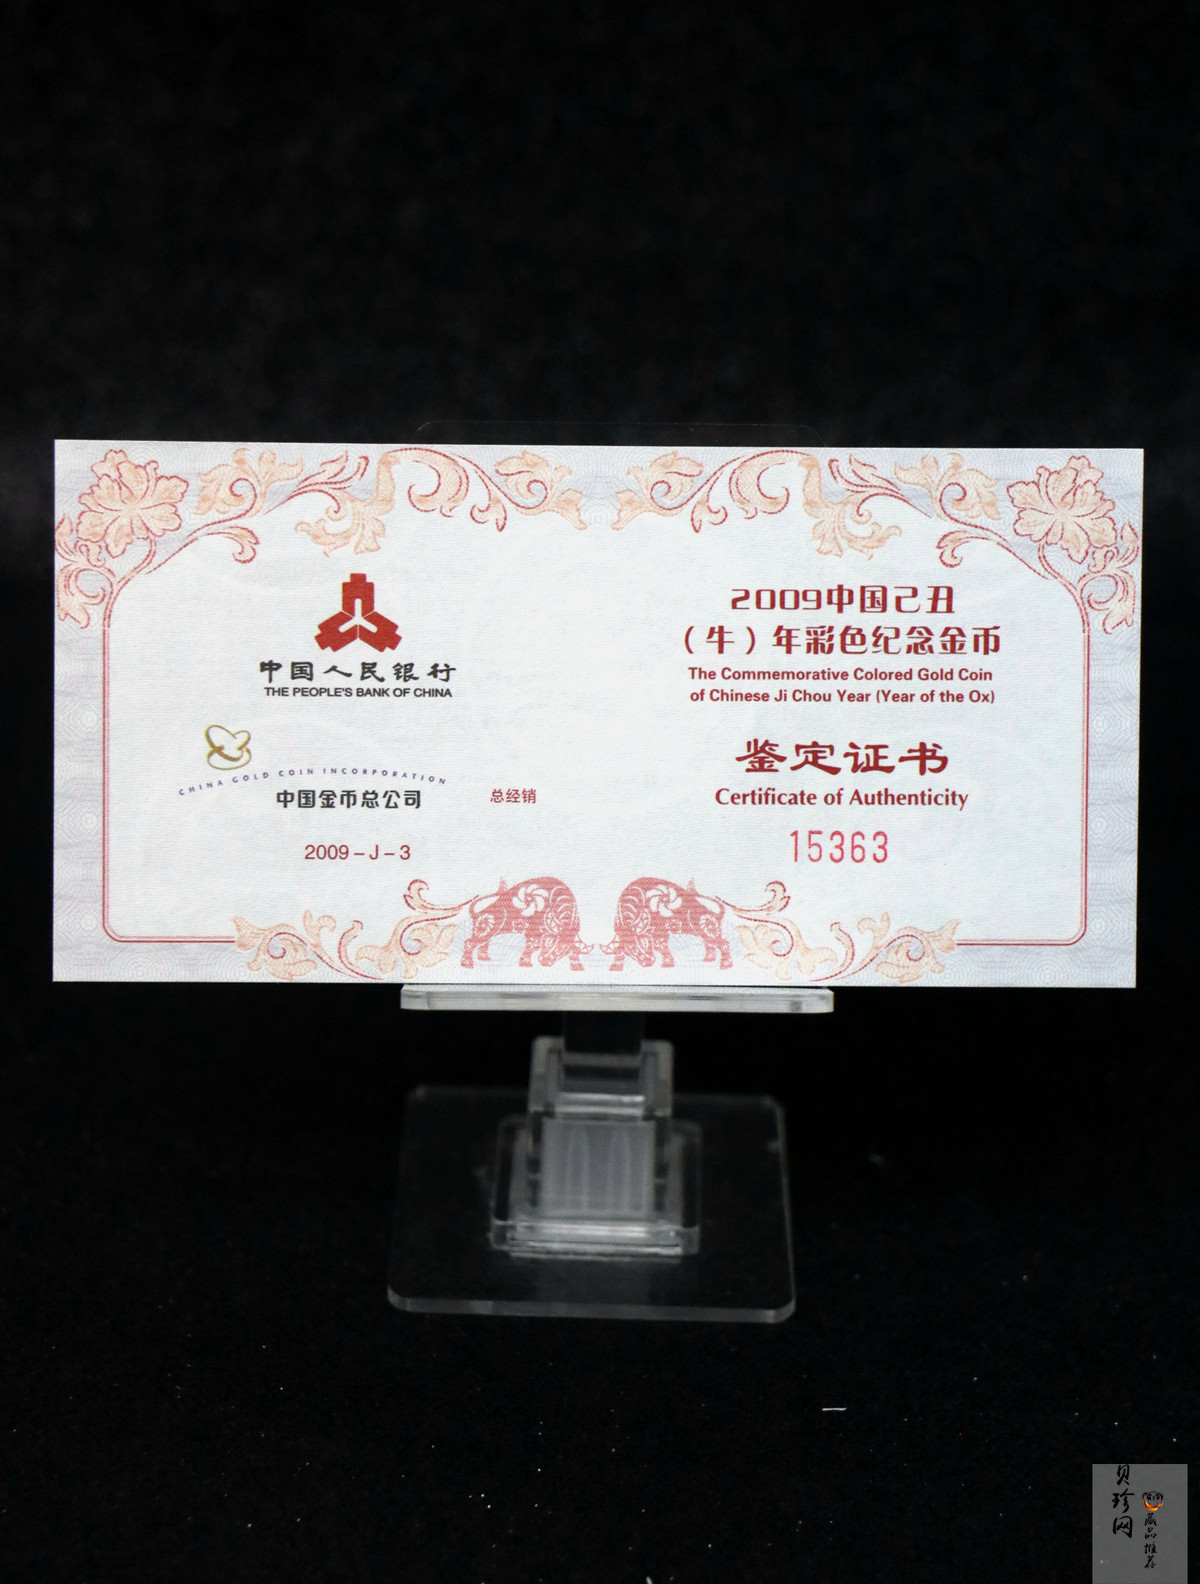 中国人民银行
THE PEOPLE'S BANK OF CHINA
CHINA GOLD COIN INCORPORATION
中国金币总公司
总经销
2009-J-3
2009中国己丑
（牛）年彩色纪念金币
The Commemorative Colored Gold Coin
of Chinese Ji Chou Year (Year of the Ox)
鉴定证书
Certificate of Authenticity
15363
贝珍网
藏品推荐